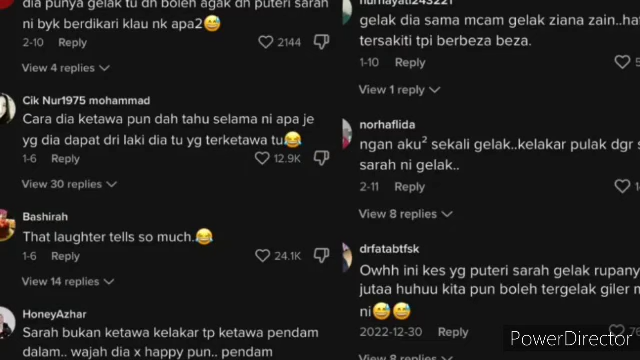 dia punya gelak tu dh boleh agak dh puteri sarah
ni byk berdikari klau nk apa2😅
2-10 Reply 2144
View 4 replies
Cik Nur1975 mohammad
Cara dia ketawa pun dah tahu selama ni apa je
yg dia dapat dri laki dia tu yg terketawa tu😂
1-6 Reply 12.9K
View 30 replies
Bashirah
That laughter tells so much..😂
1-6 Reply 24.1K
View 14 replies
HoneyAzhar
Sarah bukan ketawa kelakar tp ketawa pendam
dalam.. wajah dia x happy pun.. pendam
gelak dia sama mcam gelak ziana zain..
tersakiti tpi berbeza beza.
1-10 Reply
View 1 reply
norhaflida
ngan aku² sekali gelak..kelakar pulak dgr
sarah ni gelak..
2-11 Reply
View 8 replies
drfatabtfsk
Owhh ini kes yg puteri sarah gelak
jutaa huhuu kita pun boleh tergelak giler
ni😅😅
2022-12-30 Reply
View 8 replies
PowerDirector